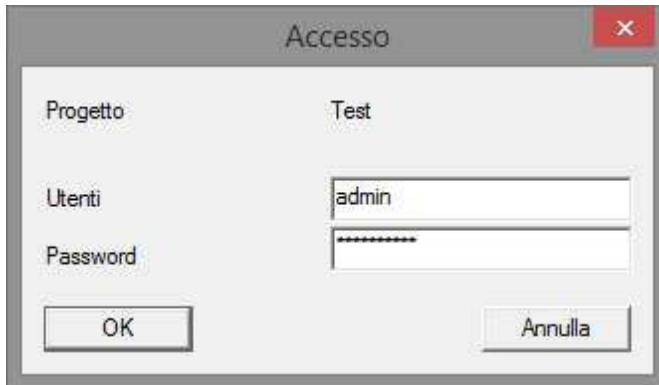 Accesso
Progetto Test
Utenti admin
Password **********
OK Annulla